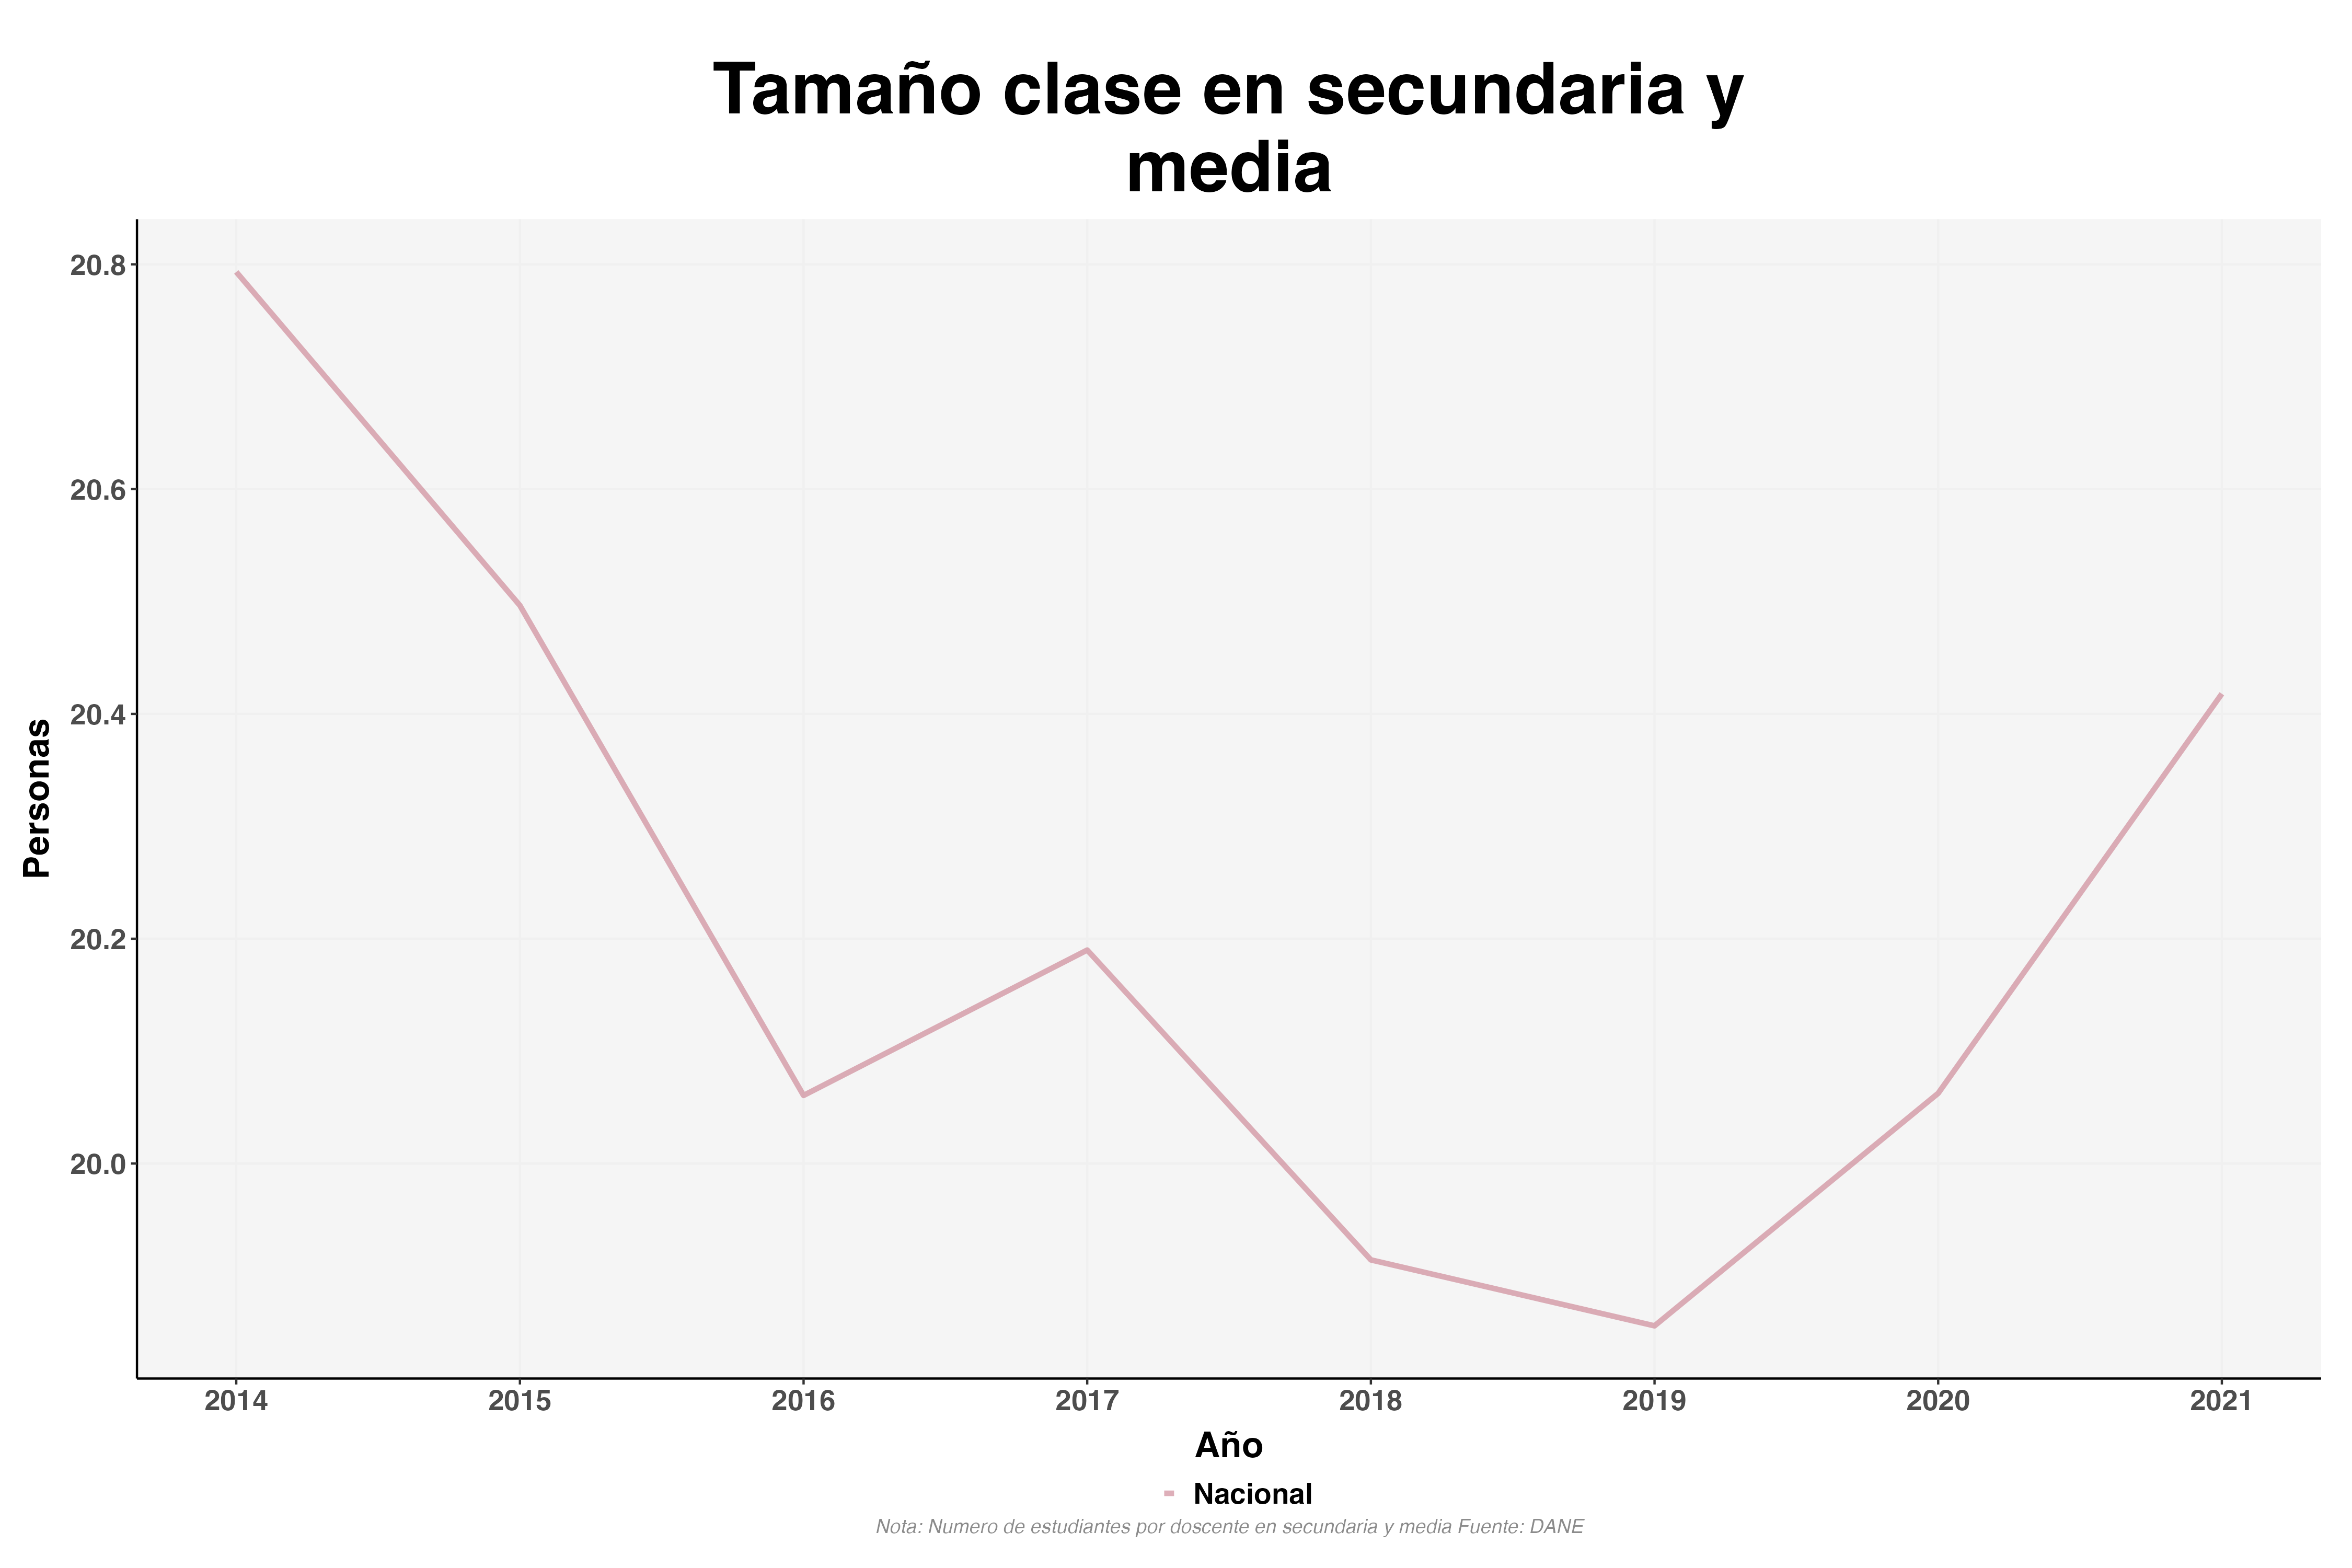 Tamaño clase en secundaria y
media
20.8
20.6
20.4
20.2
20.0
Personas
2014 2015 2016 2017 2018 2019 2020 2021
Año
Nacional
Nota: Numero de estudiantes por doscente en secundaria y media Fuente: DANE